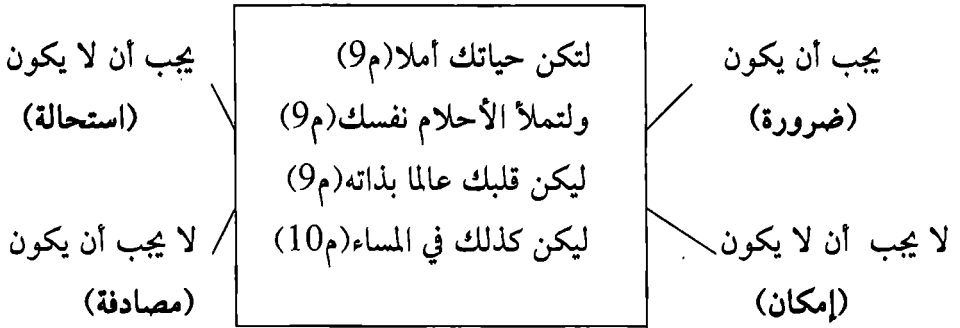 يجب أن يكون
(ضرورة)
لتكن حياتك أملا(م9)
ولتملأ الأحلام نفسك(م9)
ليكن قلبك عالما بذاته(م9)
ليكن كذلك في المساء(م10)
يجب أن لا يكون
(استحالة)
لا يجب أن لا يكون
(إمكان)
لا يجب أن يكون
(مصادفة)